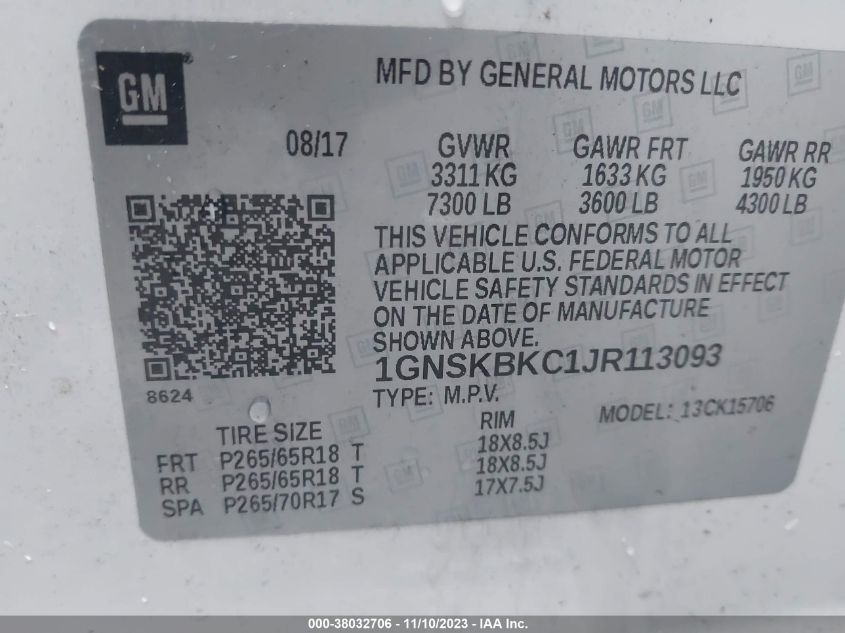 GM
MFD BY GENERAL MOTORS LLC
08/17
GVWR GAWR FRT GAWR RR
3311 KG 1633 KG 1950 KG
7300 LB 3600 LB 4300 LB
THIS VEHICLE CONFORMS TO ALL
APPLICABLE U.S. FEDERAL MOTOR
VEHICLE SAFETY STANDARDS IN EFFECT
ON THE DATE OF MANUFACTURE
SHOWN ABOVE.
1GNSKBKC1JR113093
8624
TYPE: M.P.V.
MODEL: 13CK15706
TIRE SIZE RIM
FRT P265/65R18 T 18X8.5J
RR P265/65R18 T 18X8.5J
SPA P265/70R17 S 17X7.5J
000-38032706 - 11/10/2023 - IAA Inc.